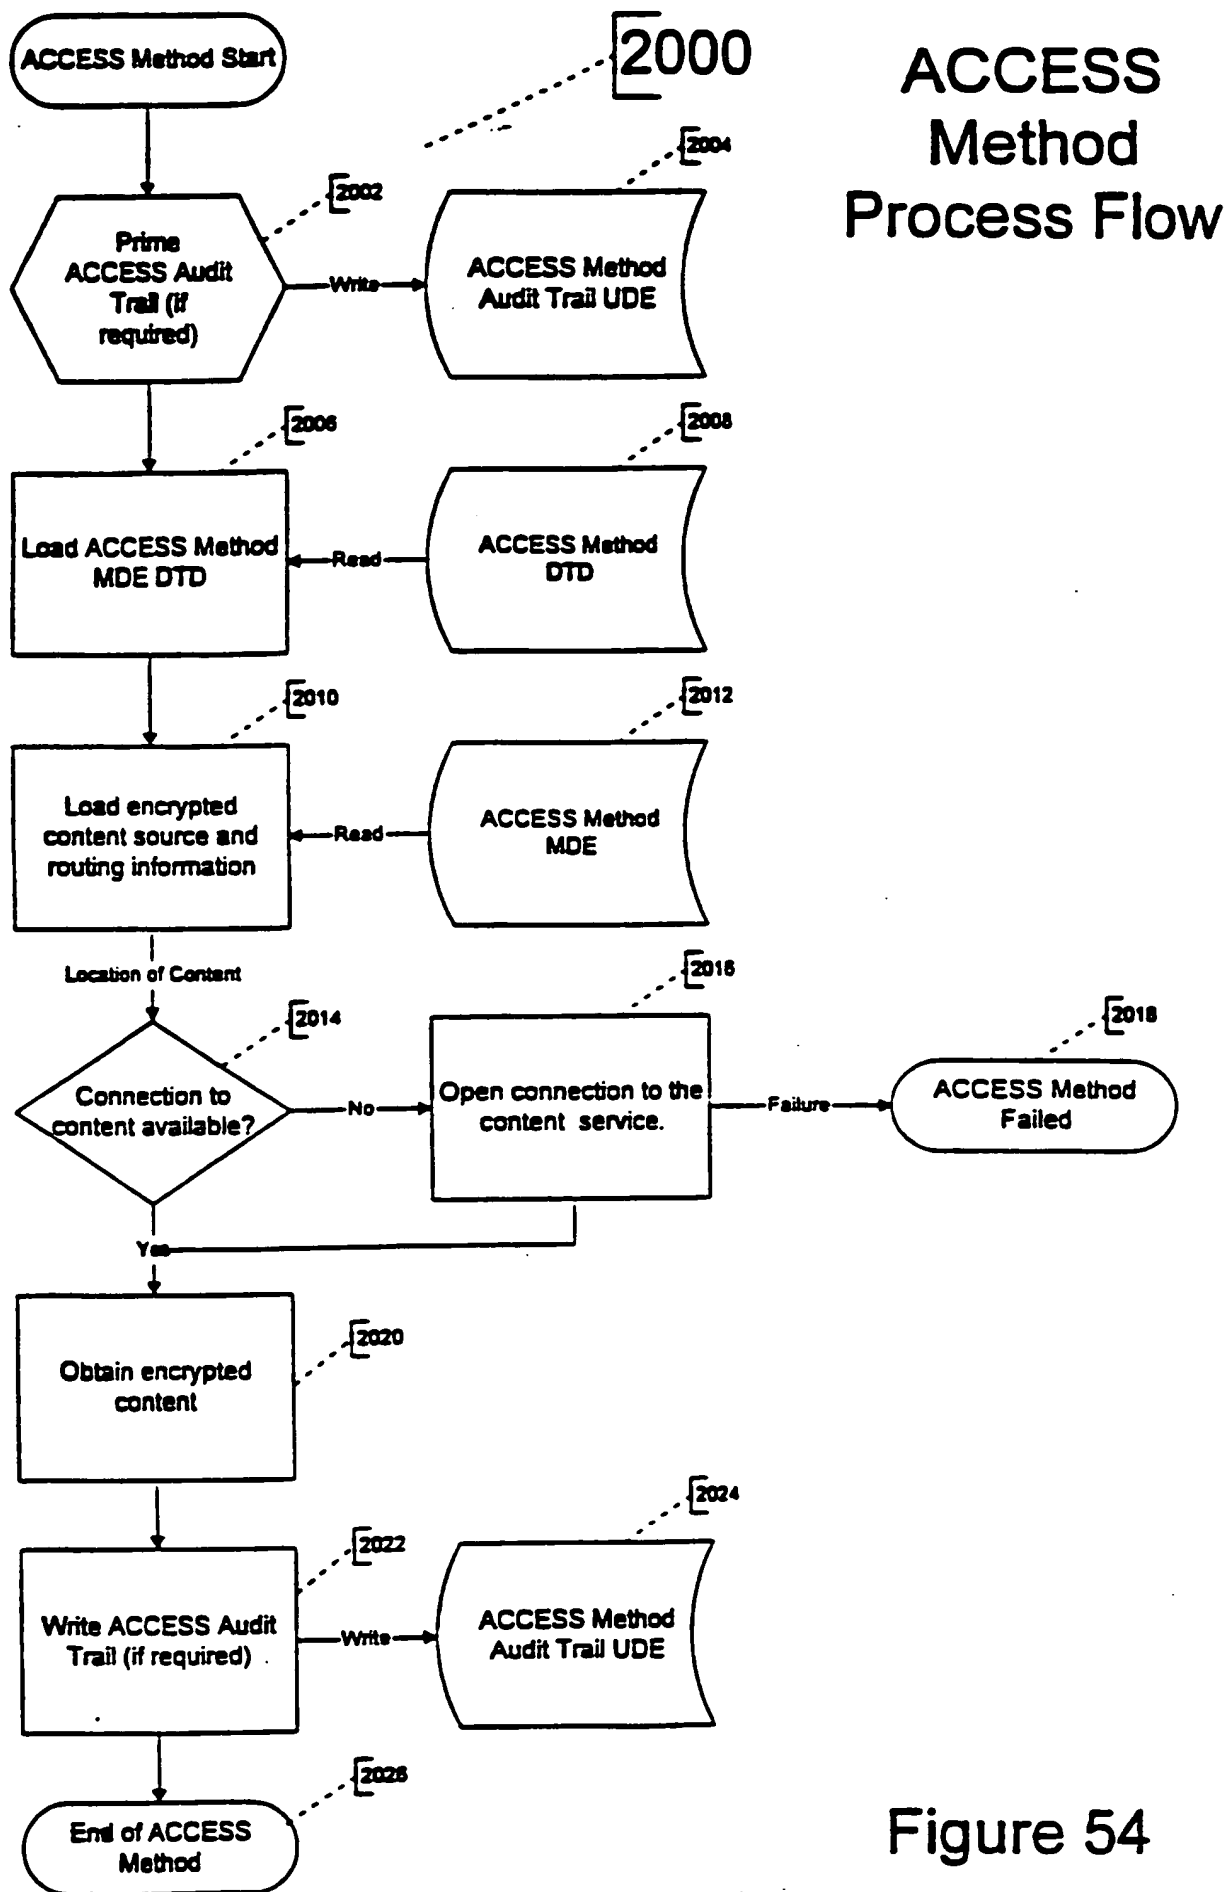 ACCESS Method Start
2000
ACCESS
Method
Process Flow
2002
2004
Prime
ACCESS Audit
Trail (if
required)
Write
ACCESS Method
Audit Trail UDE
2006
2008
Load ACCESS Method
MDE DTD
Read
ACCESS Method
DTD
2010
2012
Load encrypted
content source and
routing information
Read
ACCESS Method
MDE
Location of Content
2014
2016
2018
Connection to
content available?
No
Open connection to the
content service.
Failure
ACCESS Method
Failed
Yes
2020
Obtain encrypted
content
2022
2024
Write ACCESS Audit
Trail (if required)
Write
ACCESS Method
Audit Trail UDE
2026
End of ACCESS
Method
Figure 54